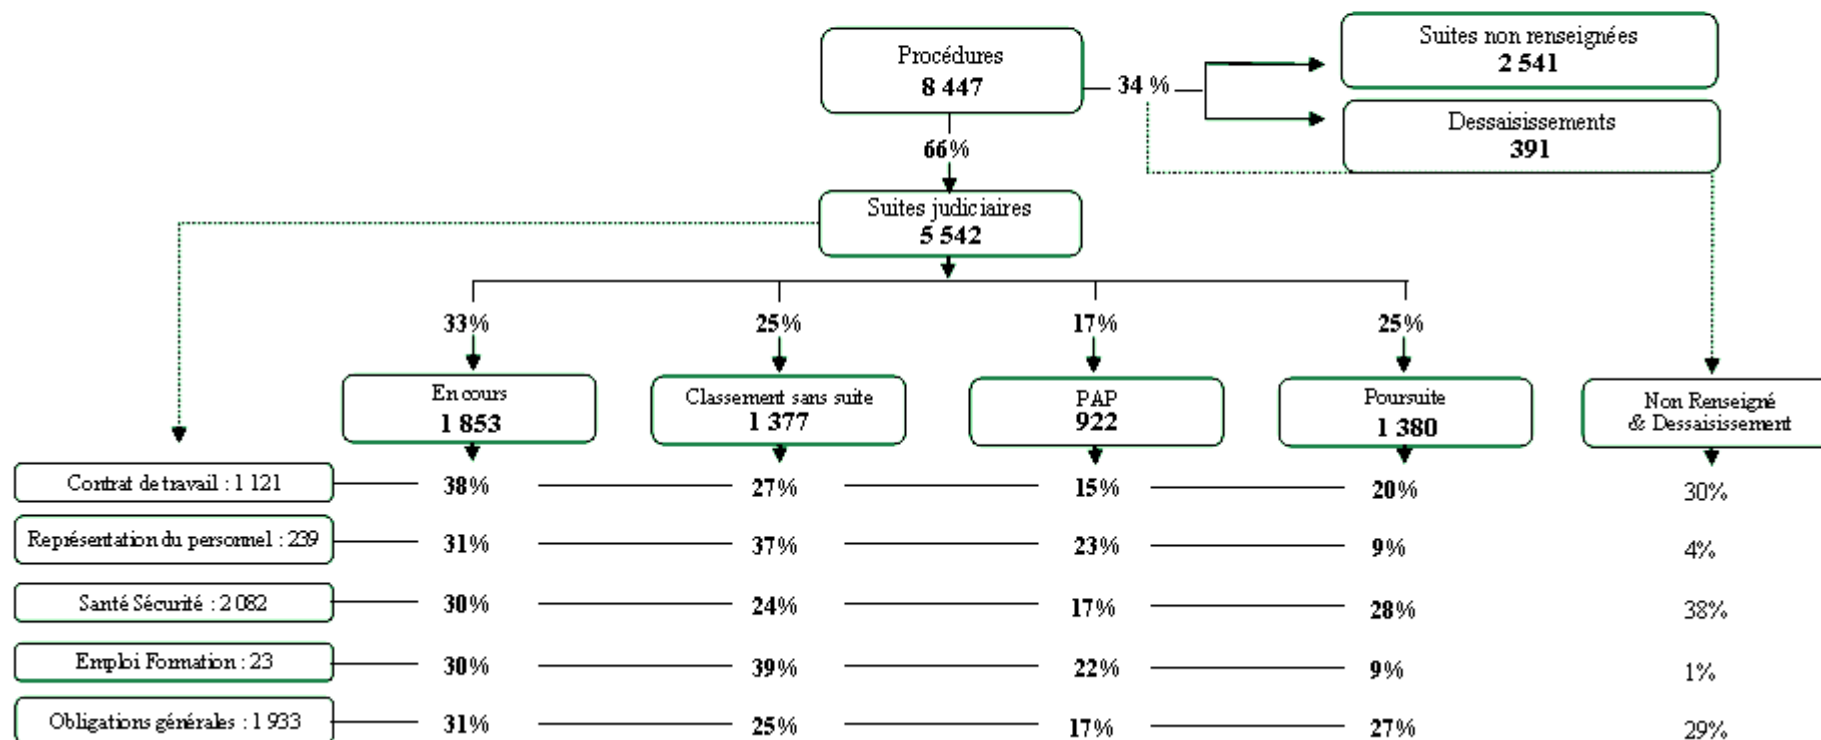 Procédures
8 447
34 %
Suites non renseignées
2 541
Dessaisissements
391
66%
Suites judiciaires
5 542
33%
25%
17%
25%
En cours
1 853
Classement sans suite
1 377
PAP
922
Poursuite
1 380
Non Renseigné
& Dessaisissement
Contrat de travail : 1 121
38%
27%
15%
20%
30%
Représentation du personnel : 239
31%
37%
23%
9%
4%
Santé Sécurité : 2 082
30%
24%
17%
28%
38%
Emploi Formation : 23
30%
39%
22%
9%
1%
Obligations générales : 1 933
31%
25%
17%
27%
29%